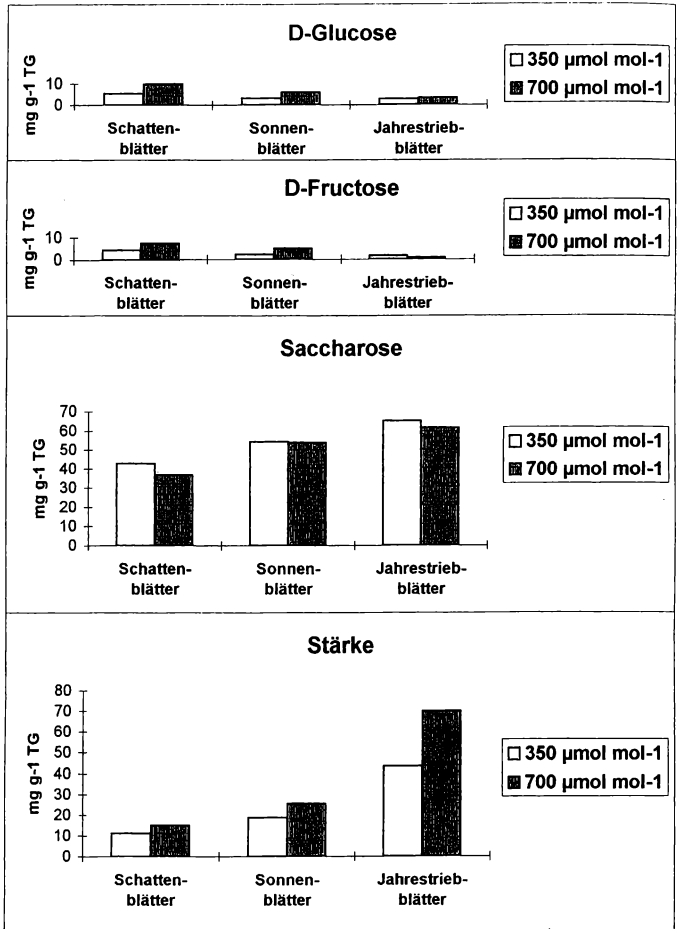 D-Glucose
mg g-1 TG
10
0
Schatten-
blätter
Sonnen-
blätter
Jahrestrieb-
blätter
350 µmol mol-1
700 µmol mol-1
D-Fructose
mg g-1 TG
10
0
Schatten-
blätter
Sonnen-
blätter
Jahrestrieb-
blätter
350 µmol mol-1
700 µmol mol-1
Saccharose
mg g-1 TG
70
60
50
40
30
20
10
0
Schatten-
blätter
Sonnen-
blätter
Jahrestrieb-
blätter
350 µmol mol-1
700 µmol mol-1
Stärke
mg g-1 TG
80
70
60
50
40
30
20
10
0
Schatten-
blätter
Sonnen-
blätter
Jahrestrieb-
blätter
350 µmol mol-1
700 µmol mol-1